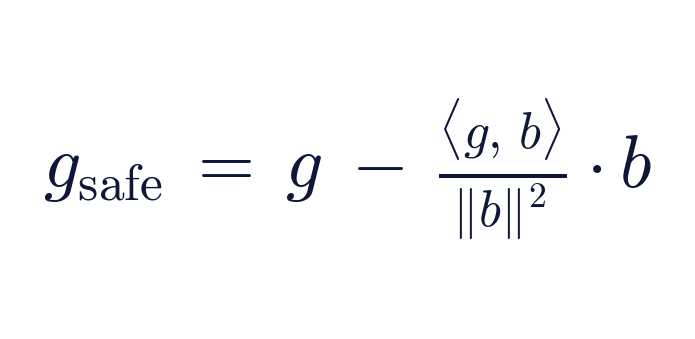 g_safe = g − ⟨g, b⟩ / ‖b‖² · b